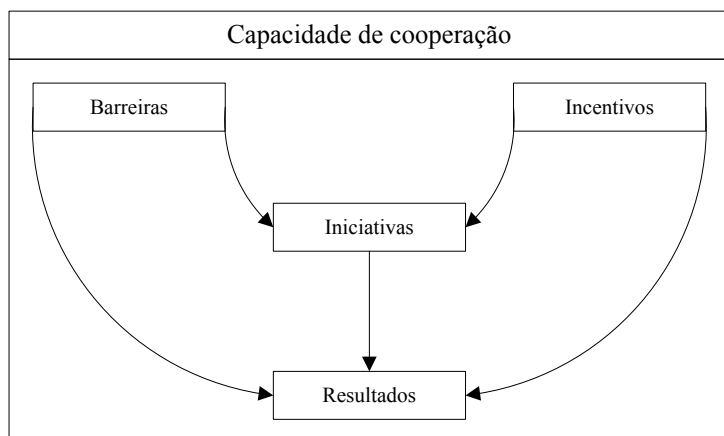 Capacidade de cooperação
Barreiras
Incentivos
Iniciativas
Resultados